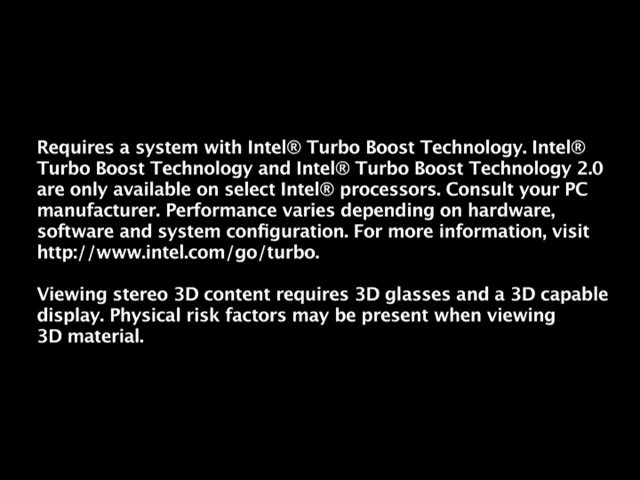 Requires a system with Intel® Turbo Boost Technology. Intel®
Turbo Boost Technology and Intel® Turbo Boost Technology 2.0
are only available on select Intel® processors. Consult your PC
manufacturer. Performance varies depending on hardware,
software and system configuration. For more information, visit
http://www.intel.com/go/turbo.
Viewing stereo 3D content requires 3D glasses and a 3D capable
display. Physical risk factors may be present when viewing
3D material.